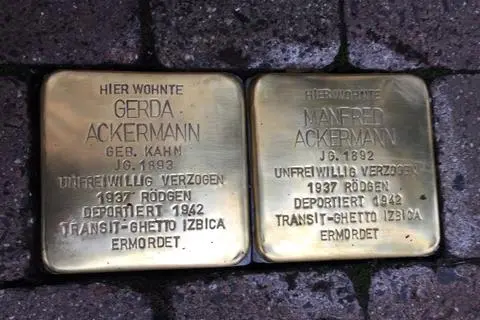 HIER WOHNTE
GERDA
ACKERMANN
GEB. KAHN
JG. 1893
UNFREIWILLIG VERZOGEN
1937 RÖDGEN
DEPORTIERT 1942
TRANSIT-GHETTO IZBICA
ERMORDET
HIER WOHNTE
MANFRED
ACKERMANN
JG. 1892
UNFREIWILLIG VERZOGEN
1937 RÖDGEN
DEPORTIERT 1942
TRANSIT-GHETTO IZBICA
ERMORDET